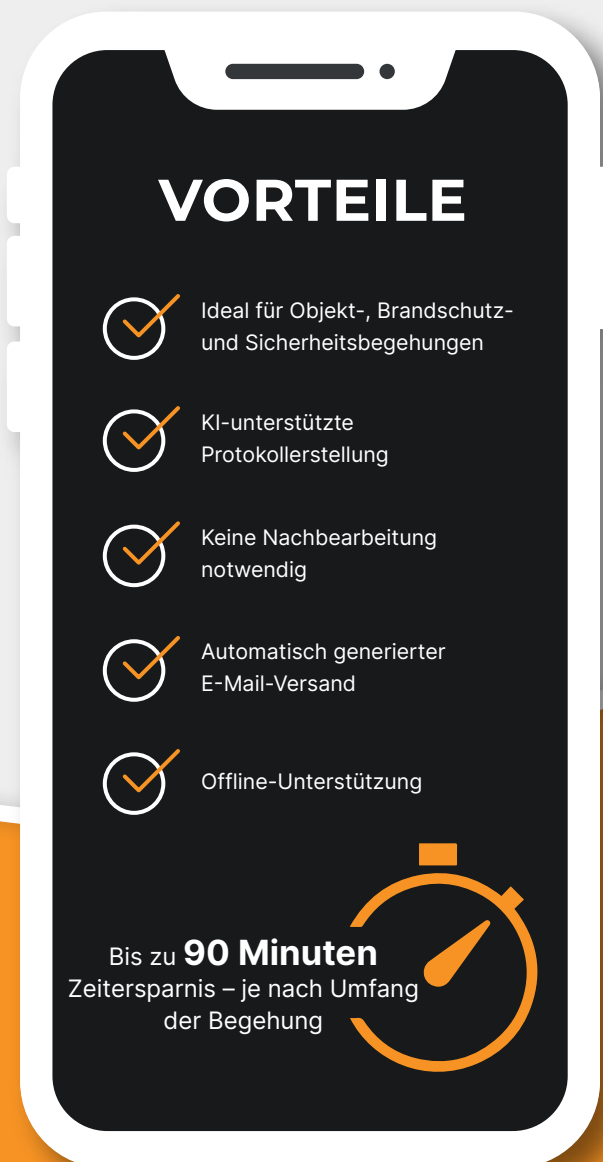 VORTEILE
Ideal für Objekt-, Brandschutz-
und Sicherheitsbegehungen
KI-unterstützte
Protokollerstellung
Keine Nachbearbeitung
notwendig
Automatisch generierter
E-Mail-Versand
Offline-Unterstützung
Bis zu 90 Minuten
Zeitersparnis – je nach Umfang
der Begehung